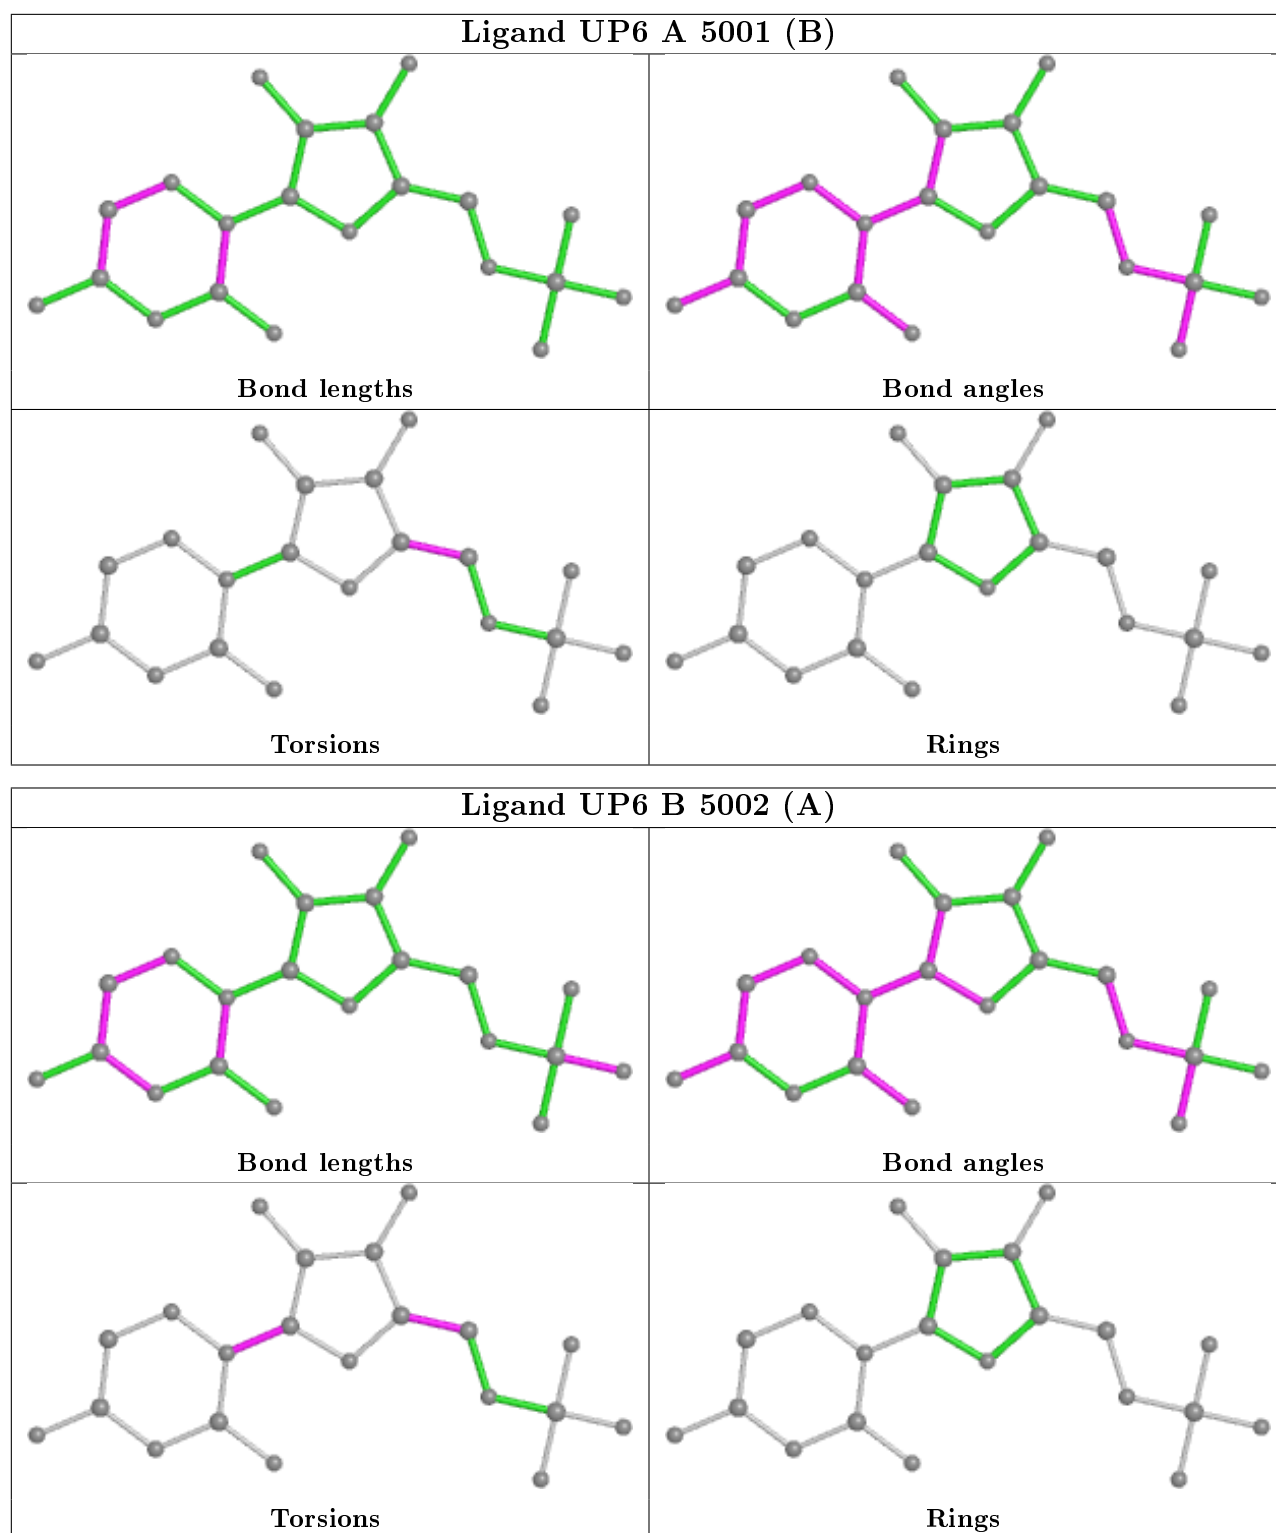 Ligand UP6 A 5001 (B)
Bond lengths
Bond angles
Torsions
Rings
Ligand UP6 B 5002 (A)
Bond lengths
Bond angles
Torsions
Rings